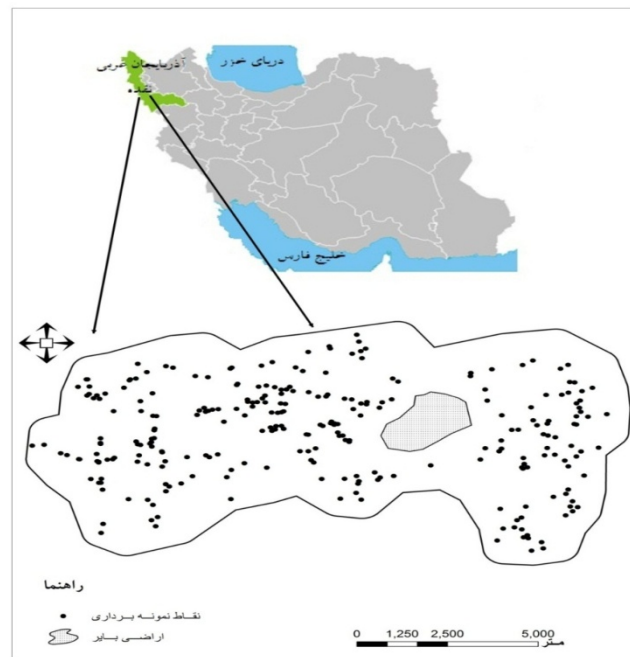 دریای خزر
آذربایجان غربی
نقده
خلیج فارس
راهنما
نقاط نمونه برداری
اراضی بایر
0 1,250 2,500 5,000
متر